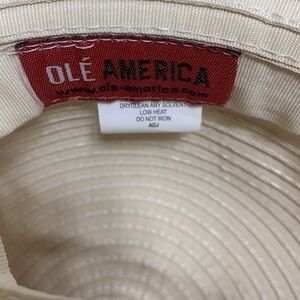 OLÉ AMERICA
www.ole-america.com
DRYCLEAN ANY SOLVENT
LOW HEAT
DO NOT IRON
ADJ